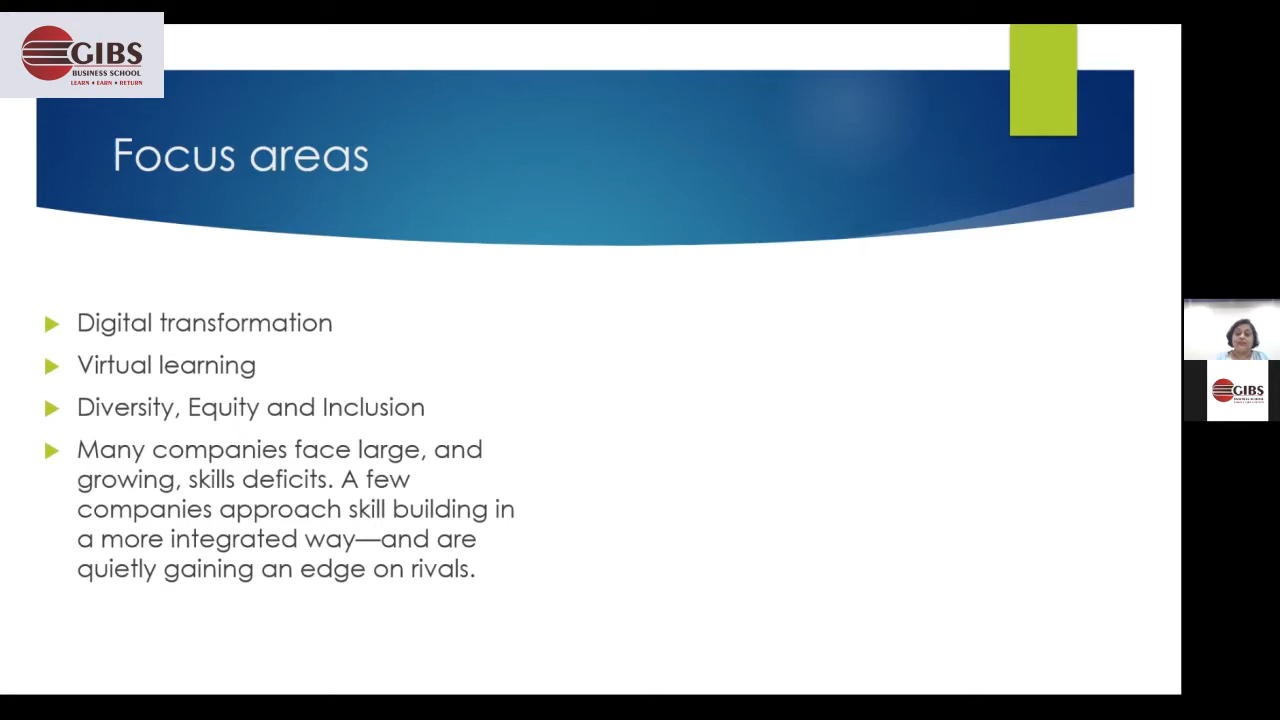 GIBS
BUSINESS SCHOOL
LEARN • EARN • RETURN
Focus areas
Digital transformation
Virtual learning
Diversity, Equity and Inclusion
Many companies face large, and
growing, skills deficits. A few
companies approach skill building in
a more integrated way—and are
quietly gaining an edge on rivals.
GIBS
BUSINESS SCHOOL